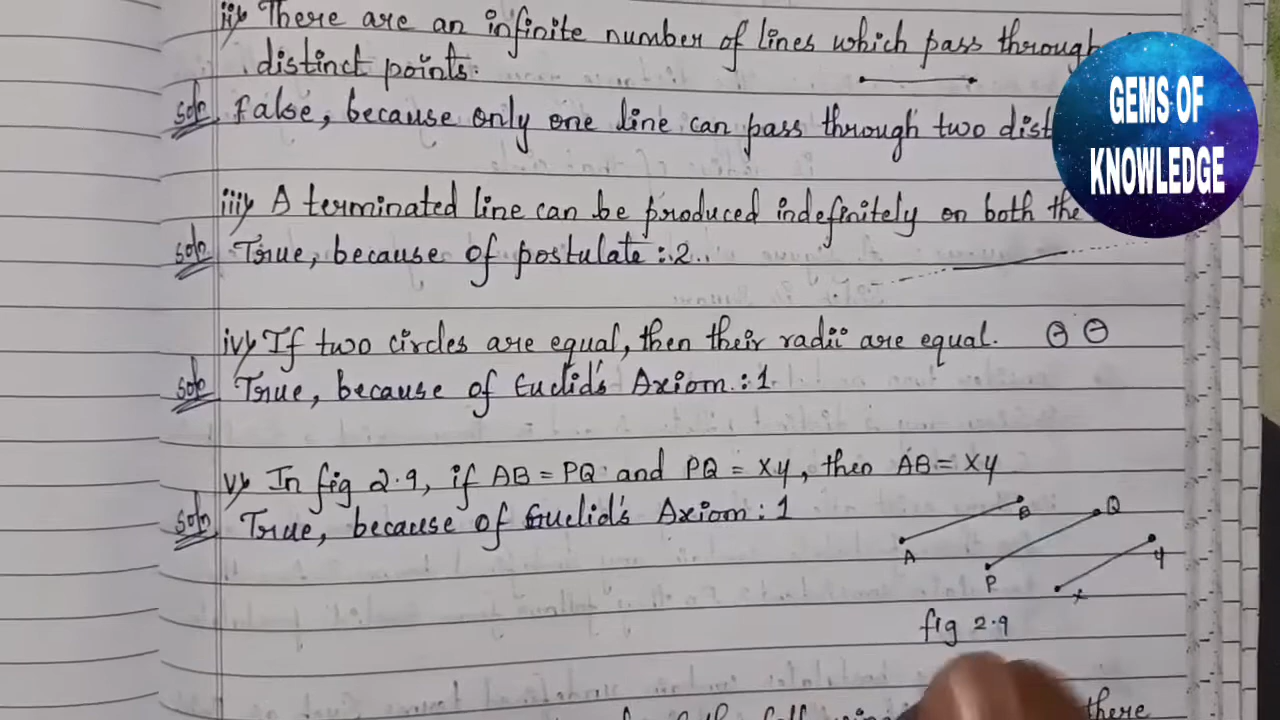 ii) There are an infinite number of lines which pass through
distinct points.
soln False, because only one line can pass through two dist
iii) A terminated line can be produced indefinitely on both the
soln True, because of postulate :.2..
iv) If two circles are equal, then their radii are equal.
soln True, because of Euclid's Axiom.: 1
v) In fig 2.9, if AB = PQ and PQ = XY, then AB = XY
soln True, because of Euclid's Axiom: 1
A B
P Q
X Y
fig 2.9
there
GEMS OF
KNOWLEDGE